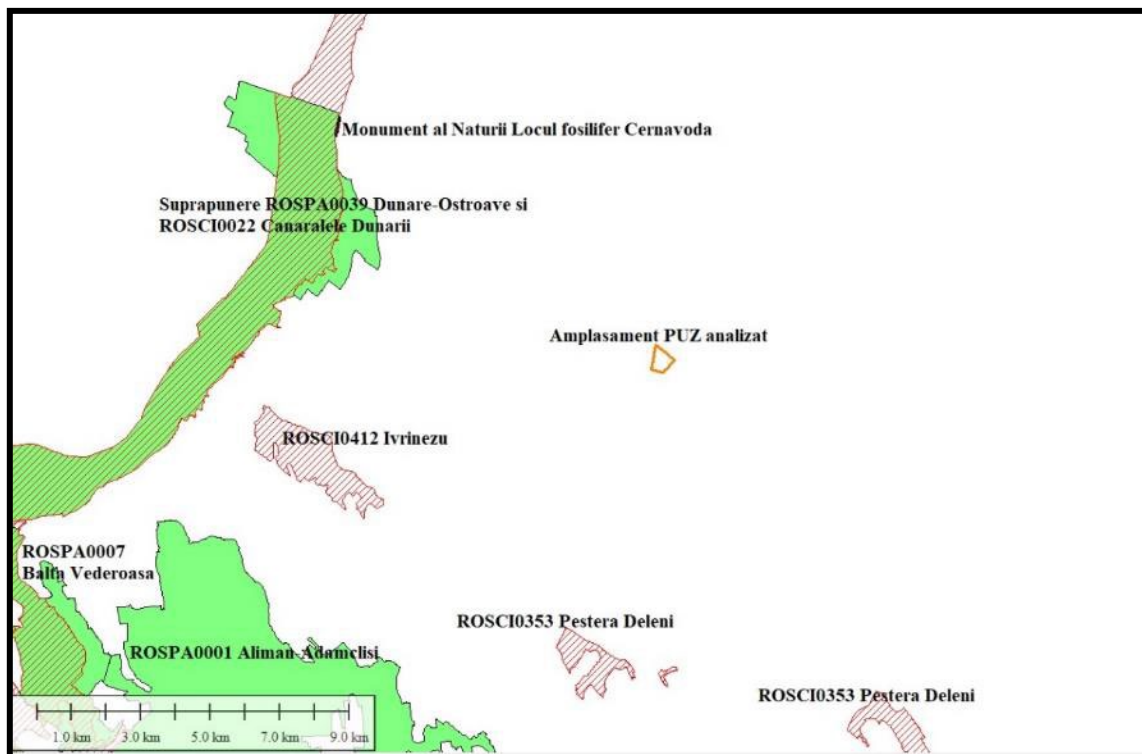 Monument al Naturii Locul fosilifer Cernavoda
Suprapunere ROSPA0039 Dunare-Ostroave si
ROSCI0022 Canaralele Dunarii
Amplasament PUZ analizat
ROSCI0412 Ivrinezu
ROSPA0007
Balta Vederoasa
ROSCI0353 Pestera Deleni
ROSPA0001 Aliman-Adamclisi
ROSCI0353 Pestera Deleni
1.0 km 3.0 km 5.0 km 7.0 km 9.0 km